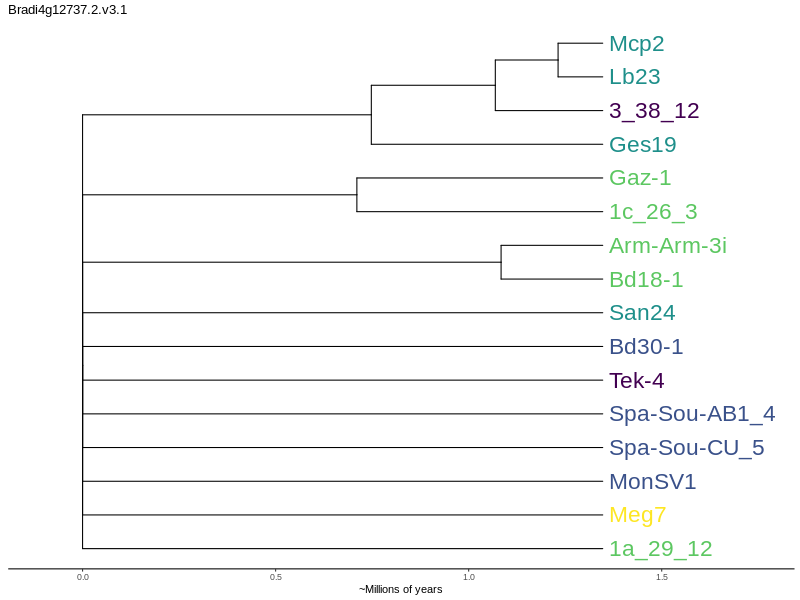 Bradi4g12737.2.v3.1
Mcp2
Lb23
3_38_12
Ges19
Gaz-1
1c_26_3
Arm-Arm-3i
Bd18-1
San24
Bd30-1
Tek-4
Spa-Sou-AB1_4
Spa-Sou-CU_5
MonSV1
Meg7
1a_29_12
0.0 0.5 1.0 1.5
~Millions of years